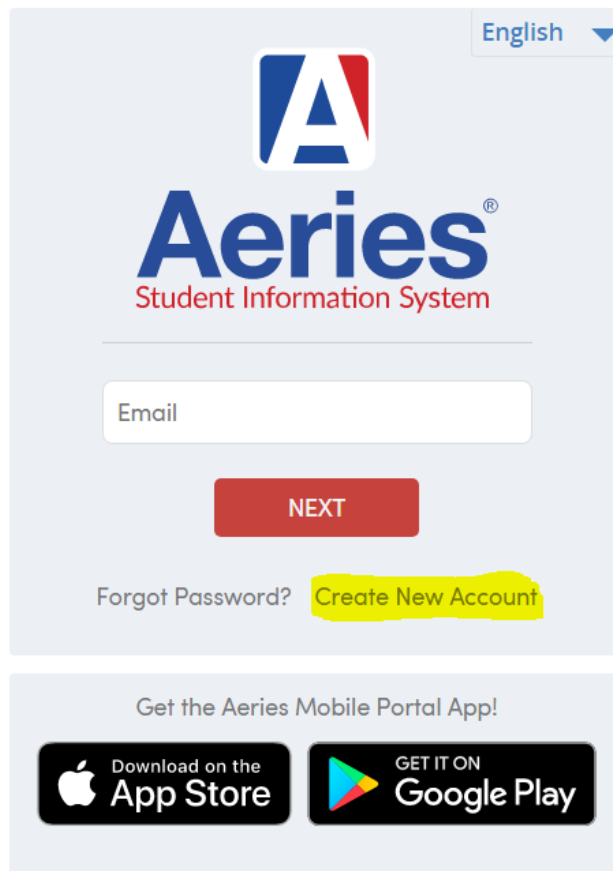 English
A
Aeries®
Student Information System
Email
NEXT
Forgot Password? Create New Account
Get the Aeries Mobile Portal App!
Download on the
App Store
GET IT ON
Google Play